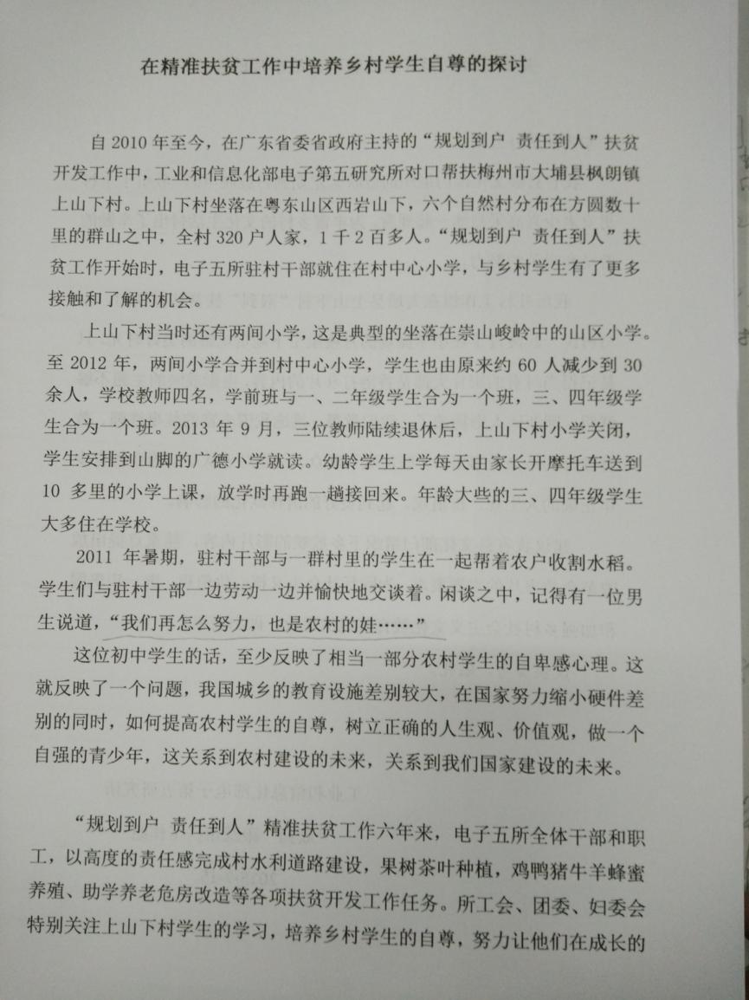 在精准扶贫工作中培养乡村学生自尊的探讨
自 2010 年至今，在广东省委省政府主持的“规划到户 责任到人”扶贫
开发工作中，工业和信息化部电子第五研究所对口帮扶梅州市大埔县枫朗镇
上山下村。上山下村坐落在粤东山区西岩山下，六个自然村分布在方圆数十
里的群山之中，全村 320 户人家，1 千 2 百多人。“规划到户 责任到人”扶
贫工作开始时，电子五所驻村干部就住在村中心小学，与乡村学生有了更多
接触和了解的机会。
上山下村当时还有两间小学，这是典型的坐落在崇山峻岭中的山区小学。
至 2012 年，两间小学合并到村中心小学，学生也由原来约 60 人减少到 30
余人，学校教师四名，学前班与一、二年级学生合为一个班，三、四年级学
生合为一个班。2013 年 9 月，三位教师陆续退休后，上山下村小学关闭，
学生安排到山脚的广德小学就读。幼龄学生上学每天由家长开摩托车送到
10 多里的小学上课，放学时再跑一趟接回来。年龄大些的三、四年级学生
大多住在学校。
2011 年暑期，驻村干部与一群村里的学生在一起帮着农户收割水稻。
学生们与驻村干部一边劳动一边并愉快地交谈着。闲谈之中，记得有一位男
生说道，“我们再怎么努力，也是农村的娃……”
这位初中学生的话，至少反映了相当一部分农村学生的自卑感心理。这
就反映了一个问题，我国城乡的教育设施差别较大，在国家努力缩小硬件差
别的同时，如何提高农村学生的自尊，树立正确的人生观、价值观，做一个
自强的青少年，这关系到农村建设的未来，关系到我们国家建设的未来。
“规划到户 责任到人”精准扶贫工作六年来，电子五所全体干部和职
工，以高度的责任感完成村水利道路建设，果树茶叶种植，鸡鸭猪牛羊蜂蜜
养殖、助学养老危房改造等各项扶贫开发工作任务。所工会、团委、妇委会
特别关注上山下村学生的学习，培养乡村学生的自尊，努力让他们在成长的